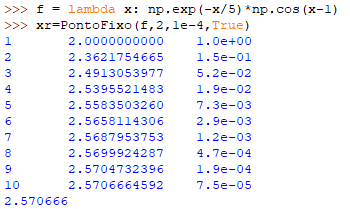 >>> f = lambda x: np.exp(-x/5)*np.cos(x-1)
>>> xr=PontoFixo(f,2,1e-4,True)
1 2.0000000000 1.0e+00
2 2.3621754665 1.5e-01
3 2.4913053977 5.2e-02
4 2.5395521483 1.9e-02
5 2.5583503260 7.3e-03
6 2.5658114306 2.9e-03
7 2.5687953753 1.2e-03
8 2.5699924287 4.7e-04
9 2.5704732396 1.9e-04
10 2.5706664592 7.5e-05
2.570666